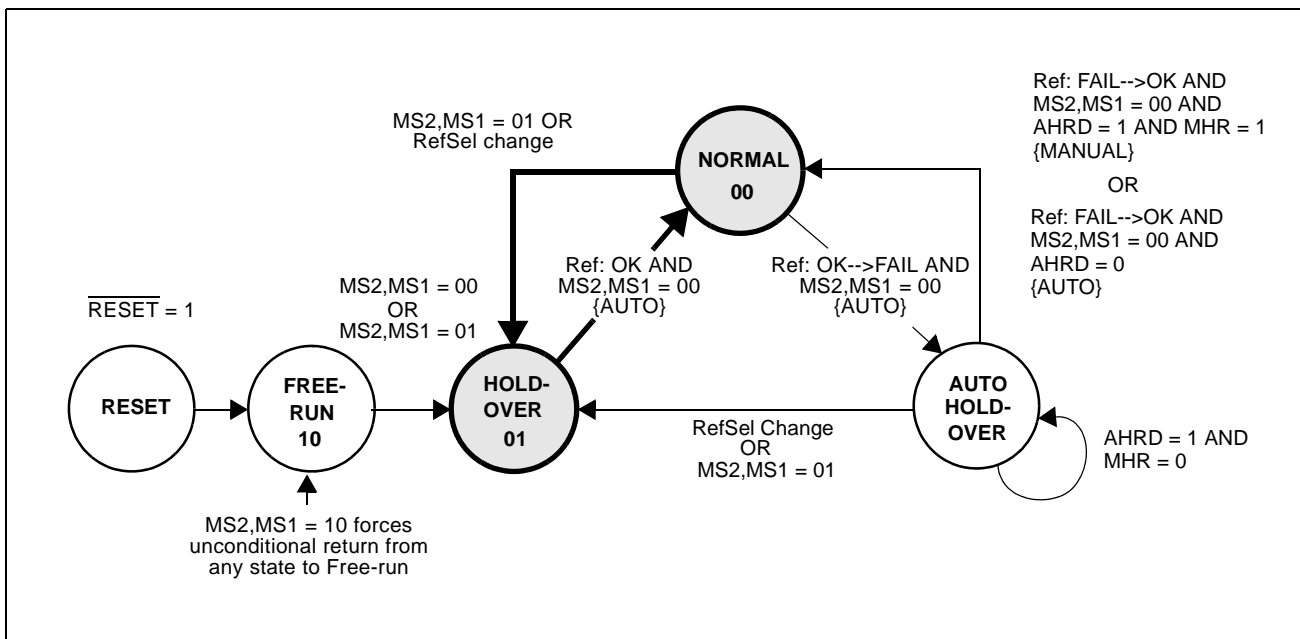 Ref: FAIL-->OK AND
MS2,MS1 = 00 AND
AHRD = 1 AND MHR = 1
{MANUAL}
OR
Ref: FAIL-->OK AND
MS2,MS1 = 00 AND
AHRD = 0
{AUTO}
MS2,MS1 = 01 OR
RefSel change
NORMAL
00
Ref: OK AND
MS2,MS1 = 00
{AUTO}
Ref: OK-->FAIL AND
MS2,MS1 = 00
{AUTO}
MS2,MS1 = 00
OR
MS2,MS1 = 01
RESET = 1
RESET
FREE-
RUN
10
HOLD-
OVER
01
RefSel Change
OR
MS2,MS1 = 01
AUTO
HOLD-
OVER
AHRD = 1 AND
MHR = 0
MS2,MS1 = 10 forces
unconditional return from
any state to Free-run